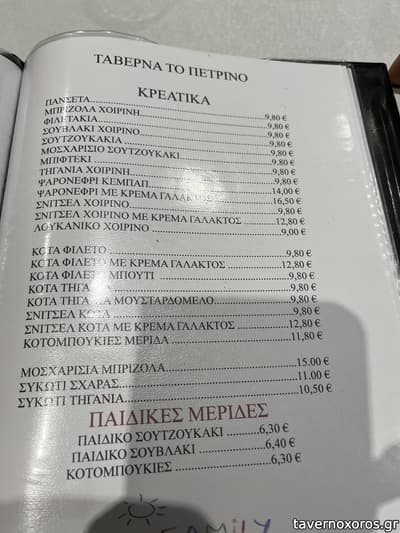 ΤΑΒΕΡΝΑ ΤΟ ΠΕΤΡΙΝΟ
ΚΡΕΑΤΙΚΑ
ΠΑΝΣΕΤΑ..........9,80 €
ΜΠΡΙΖΟΛΑ ΧΟΙΡΙΝΗ..........9,80 €
ΦΙΛΕΤΑΚΙΑ..........9,80 €
ΣΟΥΒΛΑΚΙ ΧΟΙΡΙΝΟ..........9,80 €
ΣΟΥΤΖΟΥΚΑΚΙΑ..........9,80 €
ΜΟΣΧΑΡΙΣΙΟ ΣΟΥΤΖΟΥΚΑΚΙ..........9,80 €
ΜΠΙΦΤΕΚΙ..........9,80 €
ΤΗΓΑΝΙΑ ΧΟΙΡΙΝΗ..........9,80 €
ΨΑΡΟΝΕΦΡΙ ΚΕΜΠΑΠ..........14,00 €
ΨΑΡΟΝΕΦΡΙ ΜΕ ΚΡΕΜΑ ΓΑΛΑΚΤΟΣ..........16,50 €
ΣΝΙΤΣΕΛ ΧΟΙΡΙΝΟ..........9,80 €
ΣΝΙΤΣΕΛ ΧΟΙΡΙΝΟ ΜΕ ΚΡΕΜΑ ΓΑΛΑΚΤΟΣ..........12,80 €
ΛΟΥΚΑΝΙΚΟ ΧΟΙΡΙΝΟ..........9,00 €
ΚΟΤΑ ΦΙΛΕΤΟ..........9,80 €
ΚΟΤΑ ΦΙΛΕΤΟ ΜΕ ΚΡΕΜΑ ΓΑΛΑΚΤΟΣ..........12,80 €
ΚΟΤΑ ΦΙΛΕΤΟ ΜΠΟΥΤΙ..........9,80 €
ΚΟΤΑ ΤΗΓΑΝΙΑ..........9,80 €
ΚΟΤΑ ΤΗΓΑΝΙΑ ΜΟΥΣΤΑΡΔΟΜΕΛΟ..........9,80 €
ΣΝΙΤΣΕΛ ΚΟΤΑ..........9,80 €
ΣΝΙΤΣΕΛ ΚΟΤΑ ΜΕ ΚΡΕΜΑ ΓΑΛΑΚΤΟΣ..........12,80 €
ΚΟΤΟΜΠΟΥΚΙΕΣ ΜΕΡΙΔΑ..........11,80 €
ΜΟΣΧΑΡΙΣΙΑ ΜΠΡΙΖΟΛΑ..........15.00 €
ΣΥΚΩΤΙ ΣΧΑΡΑΣ..........11.00 €
ΣΥΚΩΤΙ ΤΗΓΑΝΙΑ..........10,50 €
ΠΑΙΔΙΚΕΣ ΜΕΡΙΔΕΣ
ΠΑΙΔΙΚΟ ΣΟΥΤΖΟΥΚΑΚΙ..........6,30 €
ΠΑΙΔΙΚΟ ΣΟΥΒΛΑΚΙ..........6,40 €
ΚΟΤΟΜΠΟΥΚΙΕΣ..........6,30 €
FAMiLY
tavernoxoros.gr